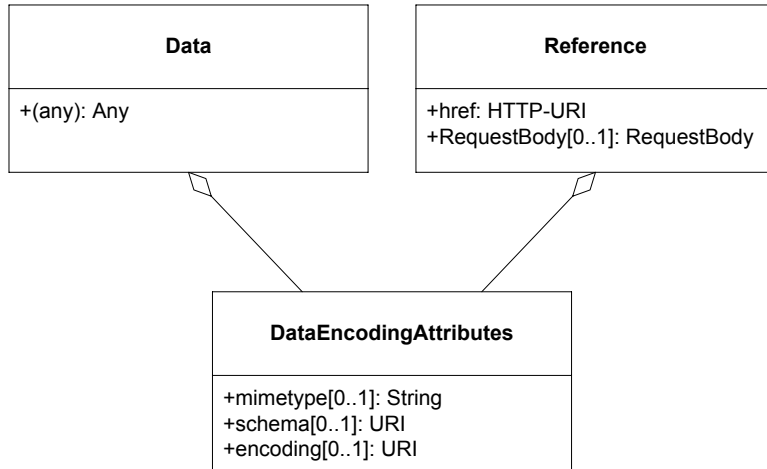 Data
+(any): Any
Reference
+href: HTTP-URI
+RequestBody[0..1]: RequestBody
DataEncodingAttributes
+mimetype[0..1]: String
+schema[0..1]: URI
+encoding[0..1]: URI